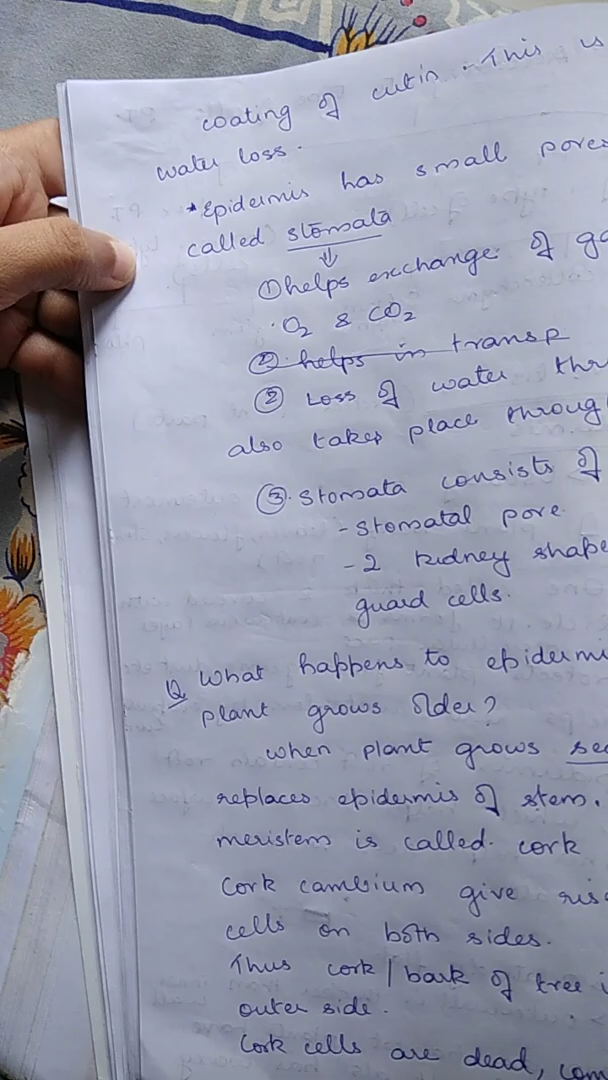 coating of cutin. This is
water loss.
*Epidermis has small pores
called stomata
① helps exchange of ga
O2 & CO2
② helps in transp
② Loss of water thr
also takes place throug
③ Stomata consists of
- Stomatal pore
- 2 kidney shape
guard cells.
Q What happens to epidermi
plant grows older?
when plant grows sec
replaces epidermis of stem.
meristem is called cork
Cork cambium give ris
cells on both sides.
Thus cork/bark of tree i
outer side.
Cork cells are dead, com